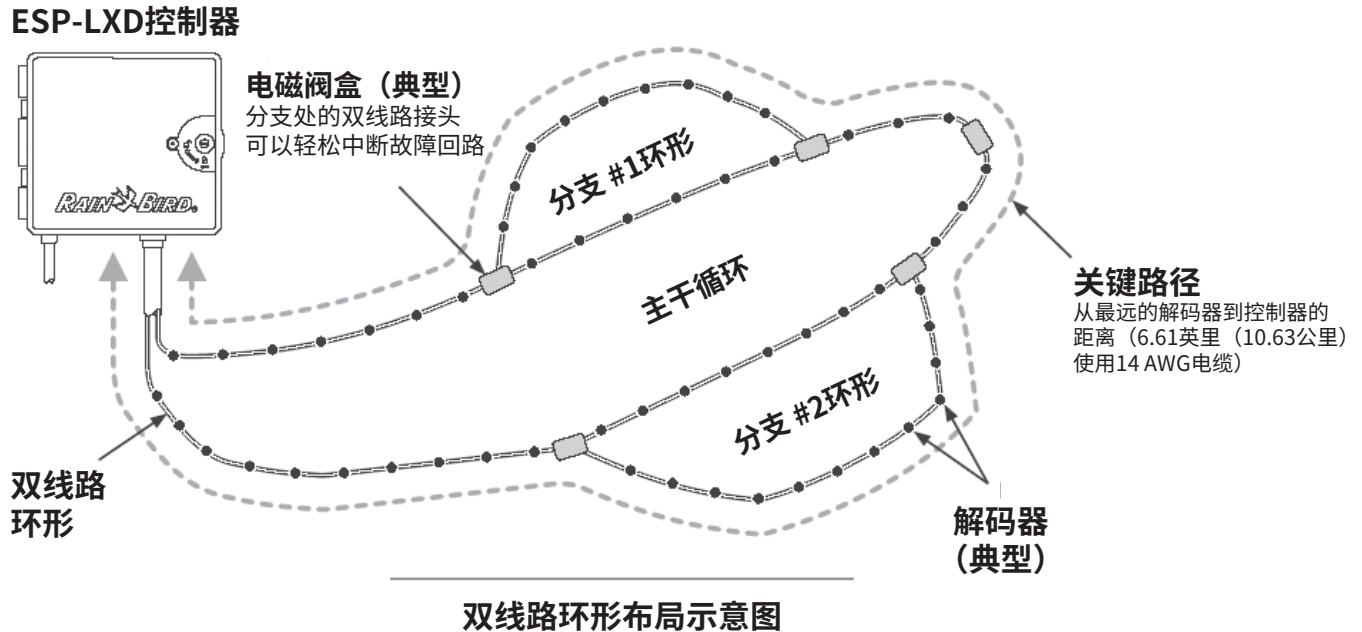 ESP-LXD控制器
电磁阀盒（典型）
分支处的双线路接头
可以轻松中断故障回路
RAIN BIRD.
分支 #1环形
主干循环
关键路径
从最远的解码器到控制器的
距离（6.61英里（10.63公里）
使用14 AWG电缆）
分支 #2环形
双线路
环形
解码器
（典型）
双线路环形布局示意图